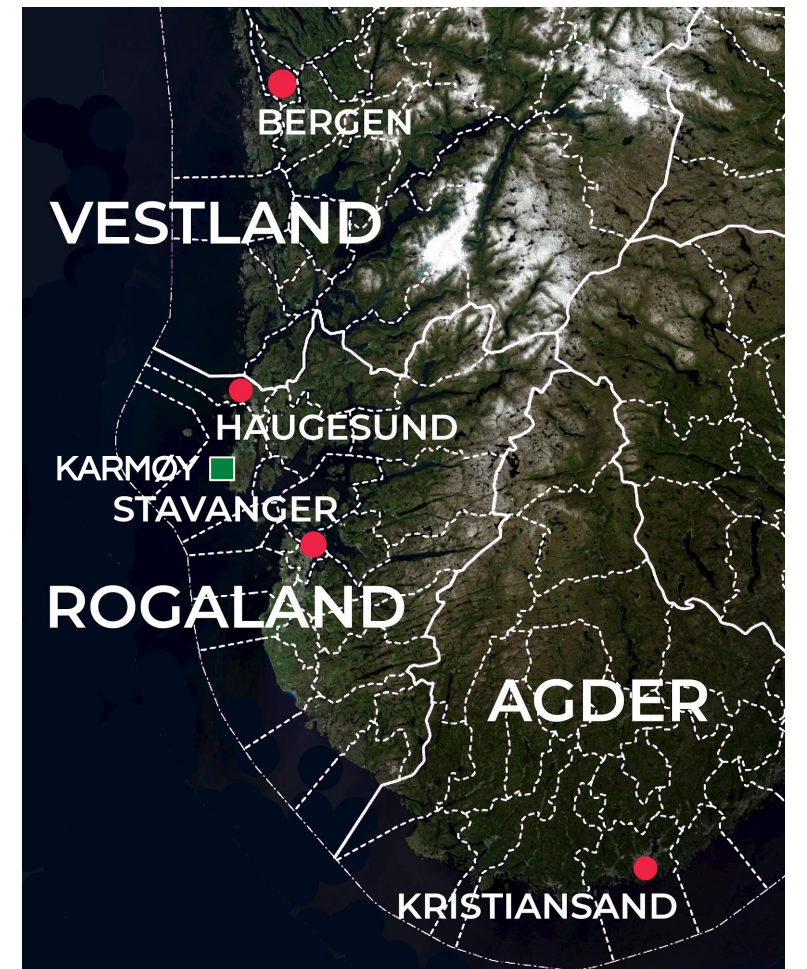 BERGEN
VESTLAND
HAUGESUND
KARMØY
STAVANGER
ROGALAND
AGDER
KRISTIANSAND